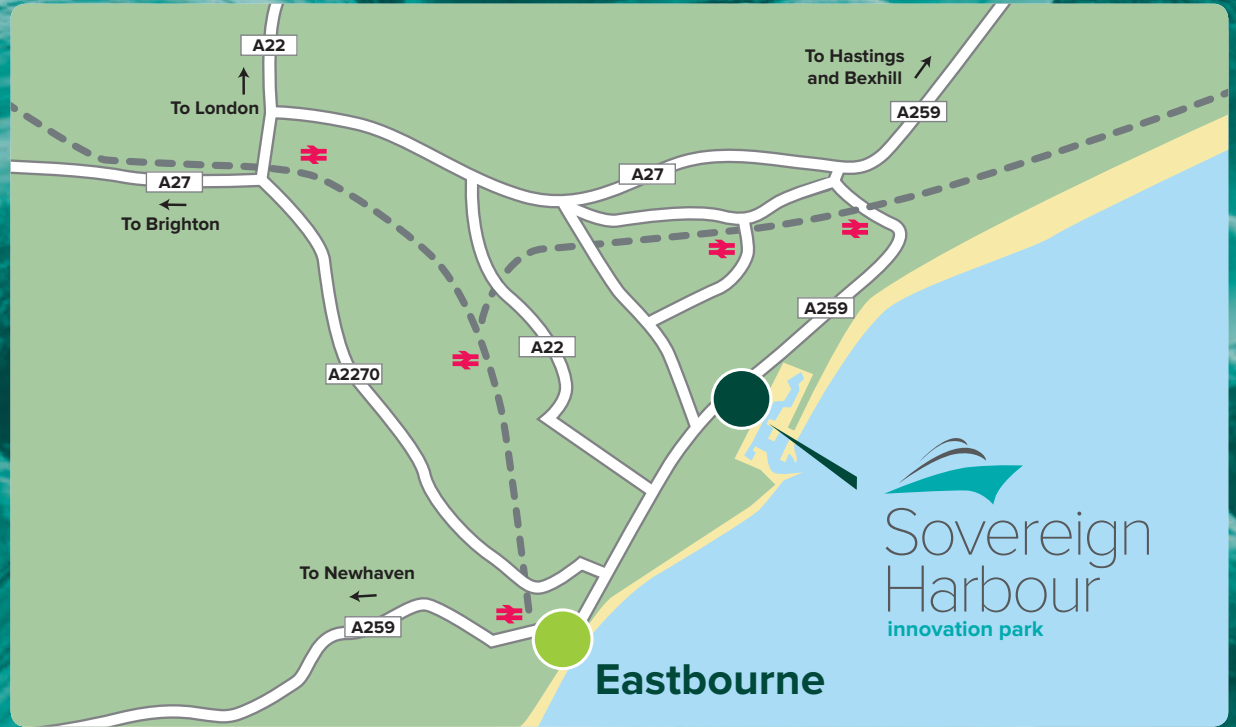 A22
To London
To Hastings
and Bexhill
A259
A27
A27
To Brighton
A259
A22
A2270
Sovereign
Harbour
innovation park
To Newhaven
A259
Eastbourne